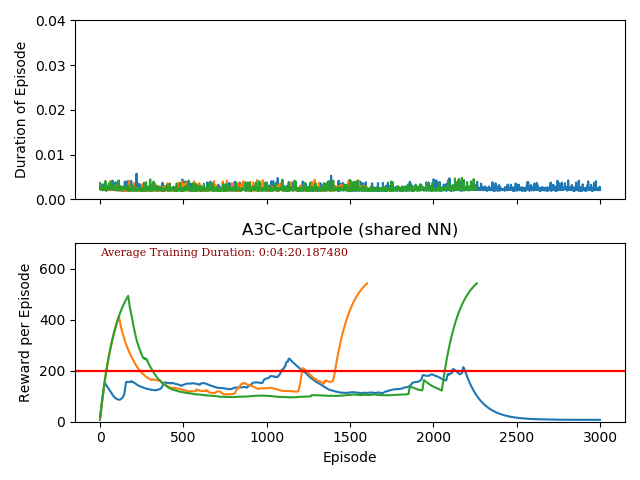 0.04
0.03
0.02
0.01
0.00
Duration of Episode
A3C-Cartpole (shared NN)
Average Training Duration: 0:04:20.187480
600
400
200
0
Reward per Episode
0 500 1000 1500 2000 2500 3000
Episode